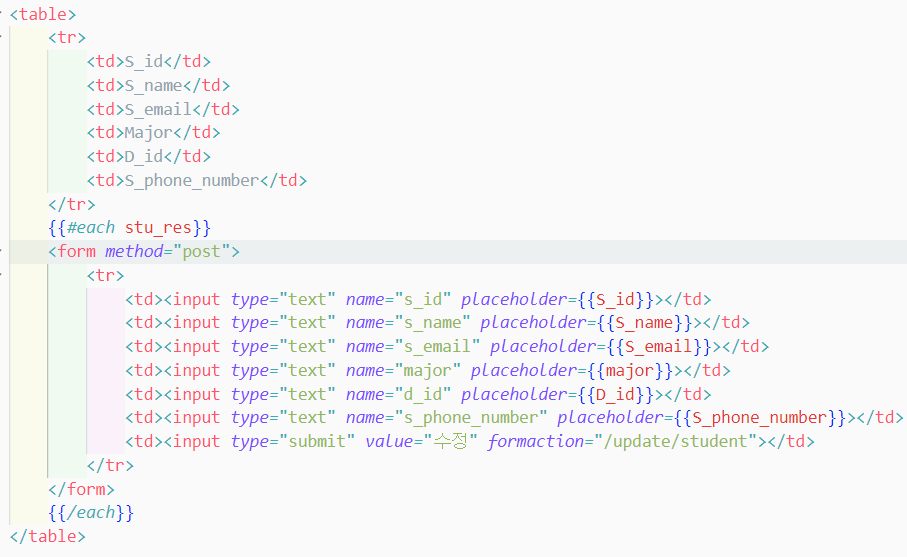 <table>
<tr>
<td>S_id</td>
<td>S_name</td>
<td>S_email</td>
<td>Major</td>
<td>D_id</td>
<td>S_phone_number</td>
</tr>
{{#each stu_res}}
<form method="post">
<tr>
<td><input type="text" name="s_id" placeholder={{S_id}}></td>
<td><input type="text" name="s_name" placeholder={{S_name}}></td>
<td><input type="text" name="s_email" placeholder={{S_email}}></td>
<td><input type="text" name="major" placeholder={{major}}></td>
<td><input type="text" name="d_id" placeholder={{D_id}}></td>
<td><input type="text" name="s_phone_number" placeholder={{S_phone_number}}></td>
<td><input type="submit" value="수정" formaction="/update/student"></td>
</tr>
</form>
{{/each}}
</table>